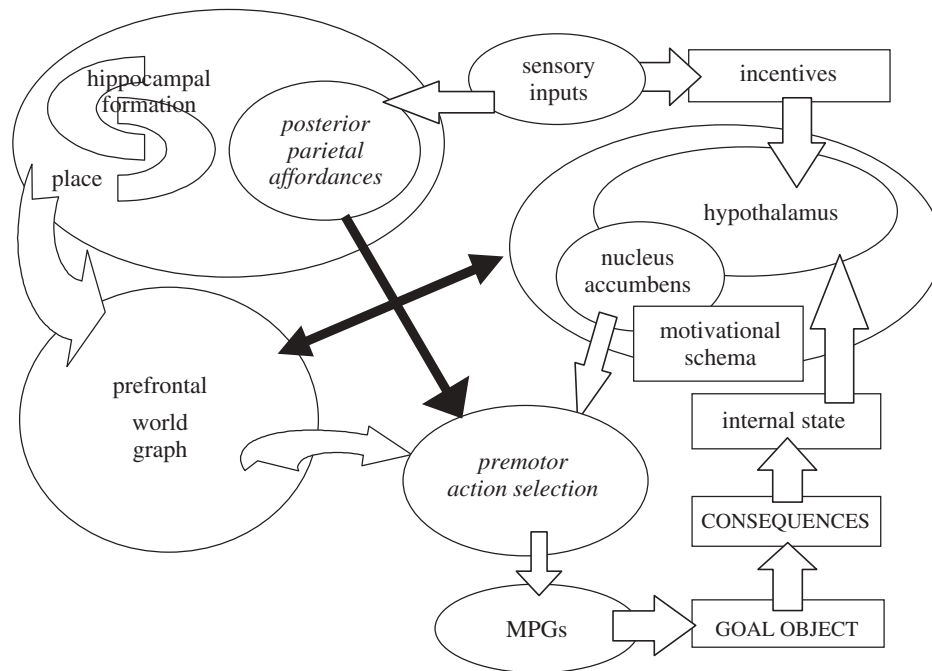 hippocampal
formation
place
posterior
parietal
affordances
sensory
inputs
incentives
hypothalamus
nucleus
accumbens
motivational
schema
prefrontal
world
graph
premotor
action selection
internal state
CONSEQUENCES
MPGs
GOAL OBJECT